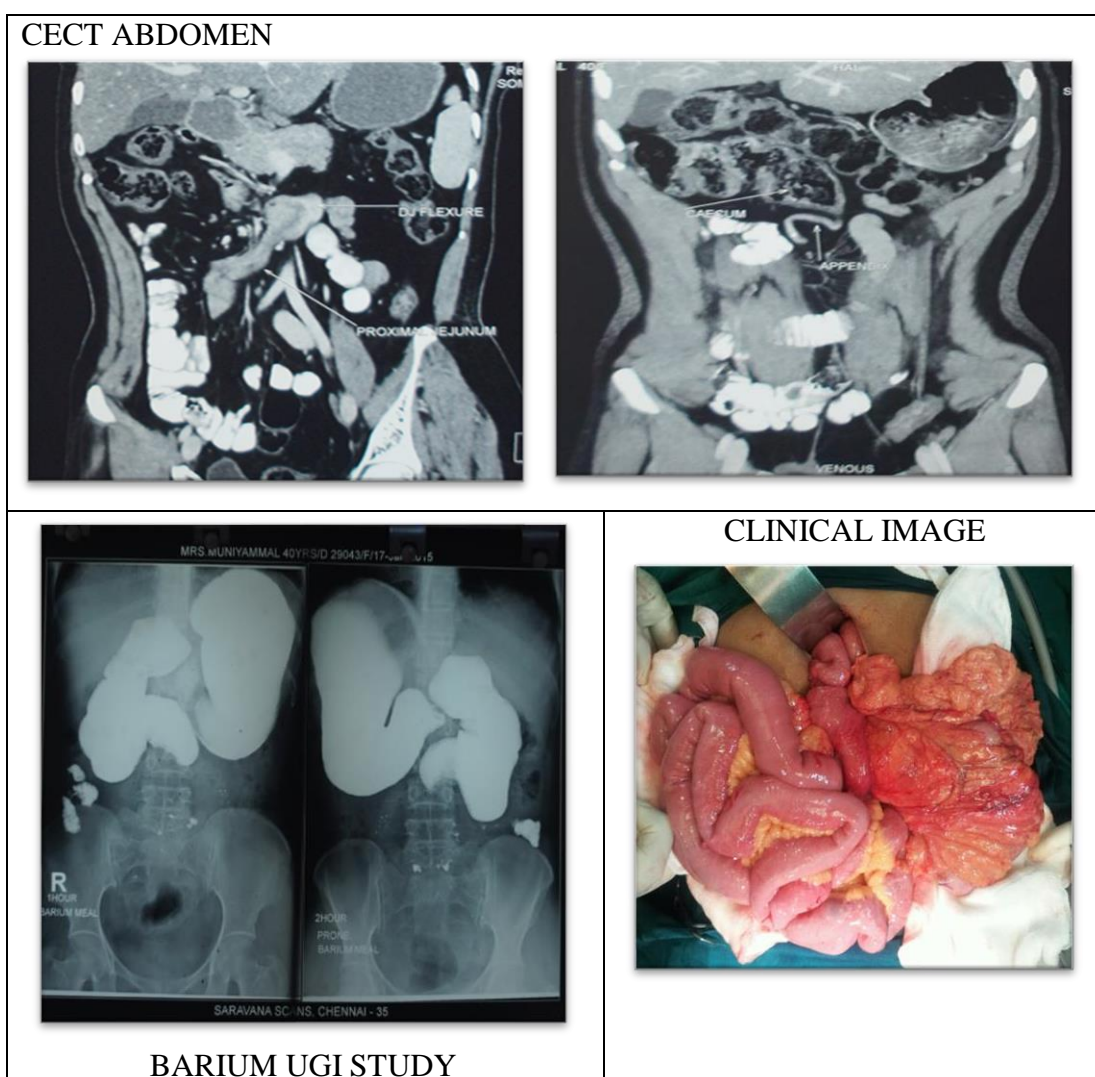 CECT ABDOMEN
DJ FLEXURE
PROXIMAL JEJUNUM
CAECUM
APPENDIX
VENOUS
MRS.MUNIYAMMAL 40YRS/D 29043/F/
R
1HOUR
BARIUM MEAL
2HOUR
PRONE
BARIUM MEAL
SARAVANA SCANS, CHENNAI - 35
BARIUM UGI STUDY
CLINICAL IMAGE